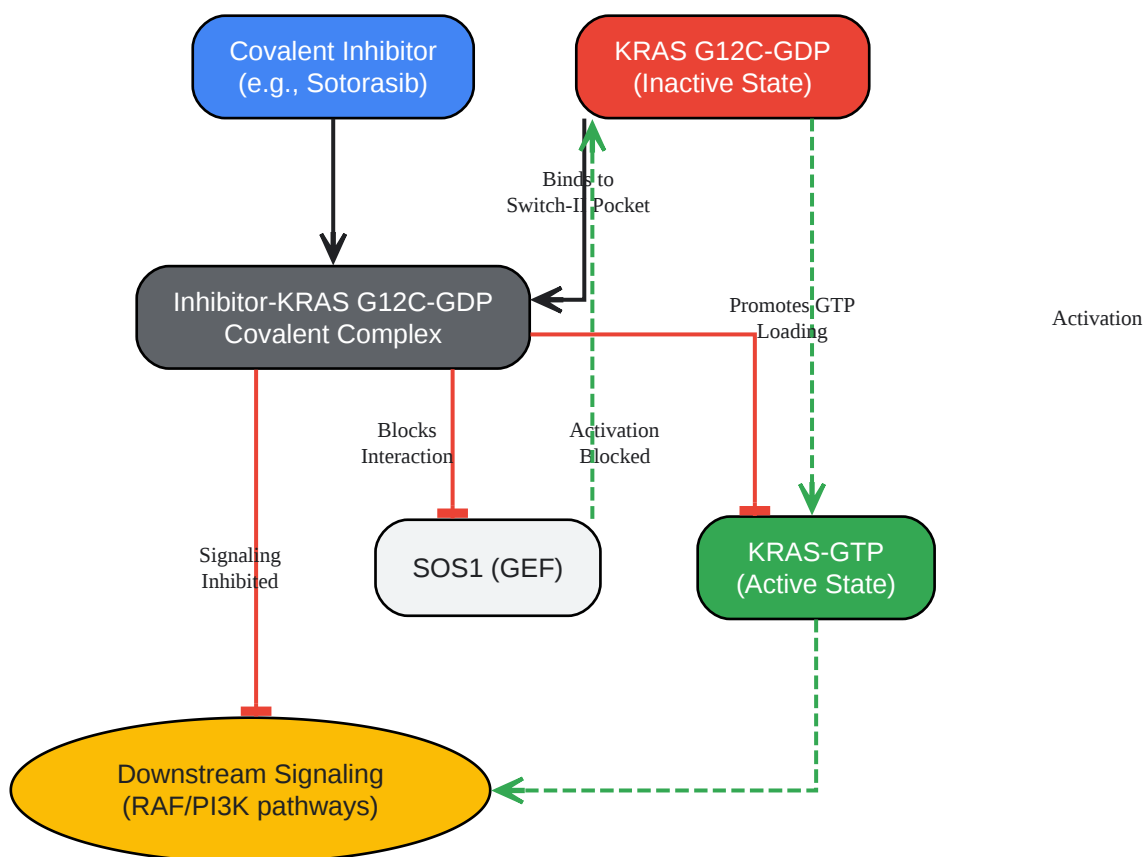 Covalent Inhibitor
(e.g., Sotorasib)
KRAS G12C-GDP
(Inactive State)
Binds to
Switch-II Pocket
Inhibitor-KRAS G12C-GDP
Covalent Complex
Promotes GTP
Loading
Activation
Blocks
Interaction
Activation
Blocked
Signaling
Inhibited
SOS1 (GEF)
KRAS-GTP
(Active State)
Downstream Signaling
(RAF/PI3K pathways)